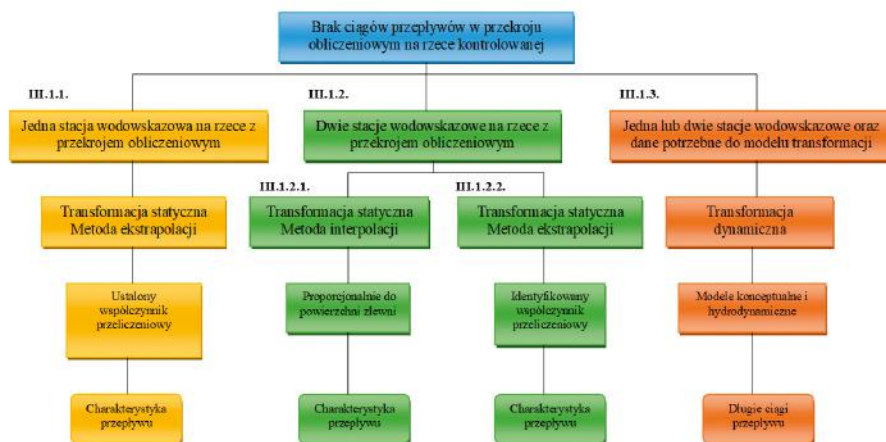 Brak ciągów przepływów w przekroju
obliczeniowym na rzece kontrolowanej
III.1.1.
III.1.2.
III.1.3.
Jedna stacja wodowskazowa na rzece z
przekrojem obliczeniowym
Dwie stacje wodowskazowe na rzece z
przekrojem obliczeniowym
Jedna lub dwie stacje wodowskazowe oraz
dane potrzebne do modelu transformacji
III.1.2.1.
III.1.2.2.
Transformacja statyczna
Metoda ekstrapolacji
Transformacja statyczna
Metoda interpolacji
Transformacja statyczna
Metoda ekstrapolacji
Transformacja
dynamiczna
Ustalony
współczynnik
przeliczeniowy
Proporcjonalnie do
powierzchni zlewni
Identyfikowany
współczynnik
przeliczeniowy
Modele konceptualne i
hydrodynamiczne
Charakterystyka
przepływu
Charakterystyka
przepływu
Charakterystyka
przepływu
Długie ciągi
przepływu